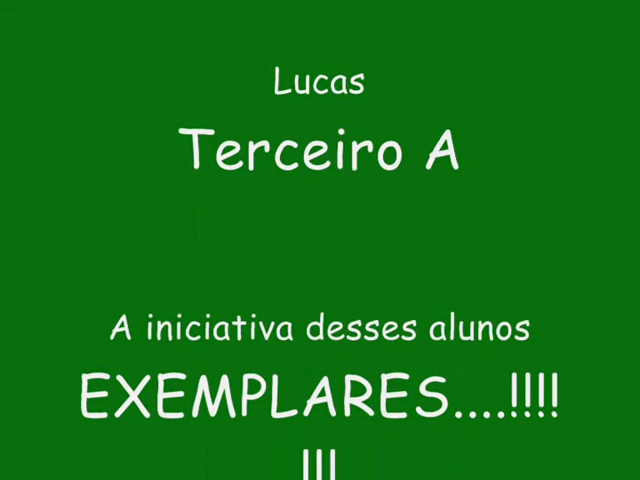 Lucas
Terceiro A
A iniciativa desses alunos
EXEMPLARES....!!!!
!!!